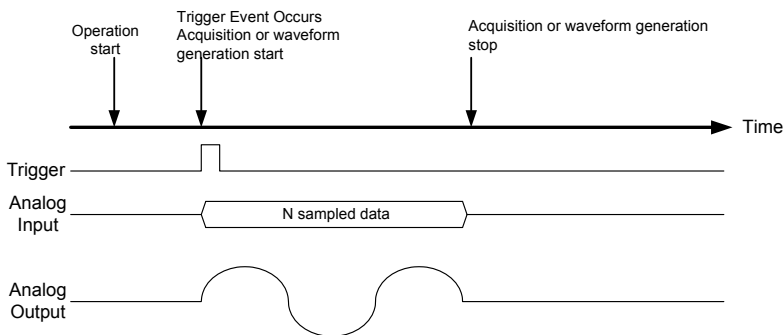 Operation
start
Trigger Event Occurs
Acquisition or waveform
generation start
Acquisition or waveform generation
stop
Time
Trigger
Analog
Input
N sampled data
Analog
Output